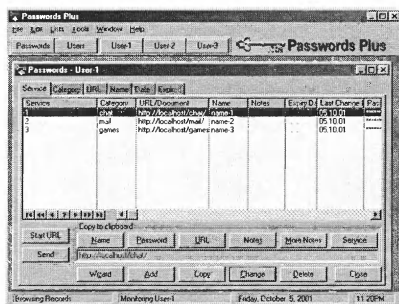 Passwords Plus
File Edit Lists Tools Window Help
Passwords Users User-1 User-2 User-3 Passwords Plus
Passwords - User-1
Service Category URL Name Date Expired
Service Category URL/Document Name Notes Expiry D Last Change Pas
1 chat http://localhost/chat/ name-1 05.10.01
2 mail http://localhost/mail/ name-2 05.10.01
3 games http://localhost/games name-3 05.10.01
Copy to clipboard
Start URL Name Password URL Notes More Notes Service
Send http://localhost/chat/
Wizard Add Copy Change Delete Close
Browsing Records Monitoring User-1 Friday, October 5, 2001 11:20PM